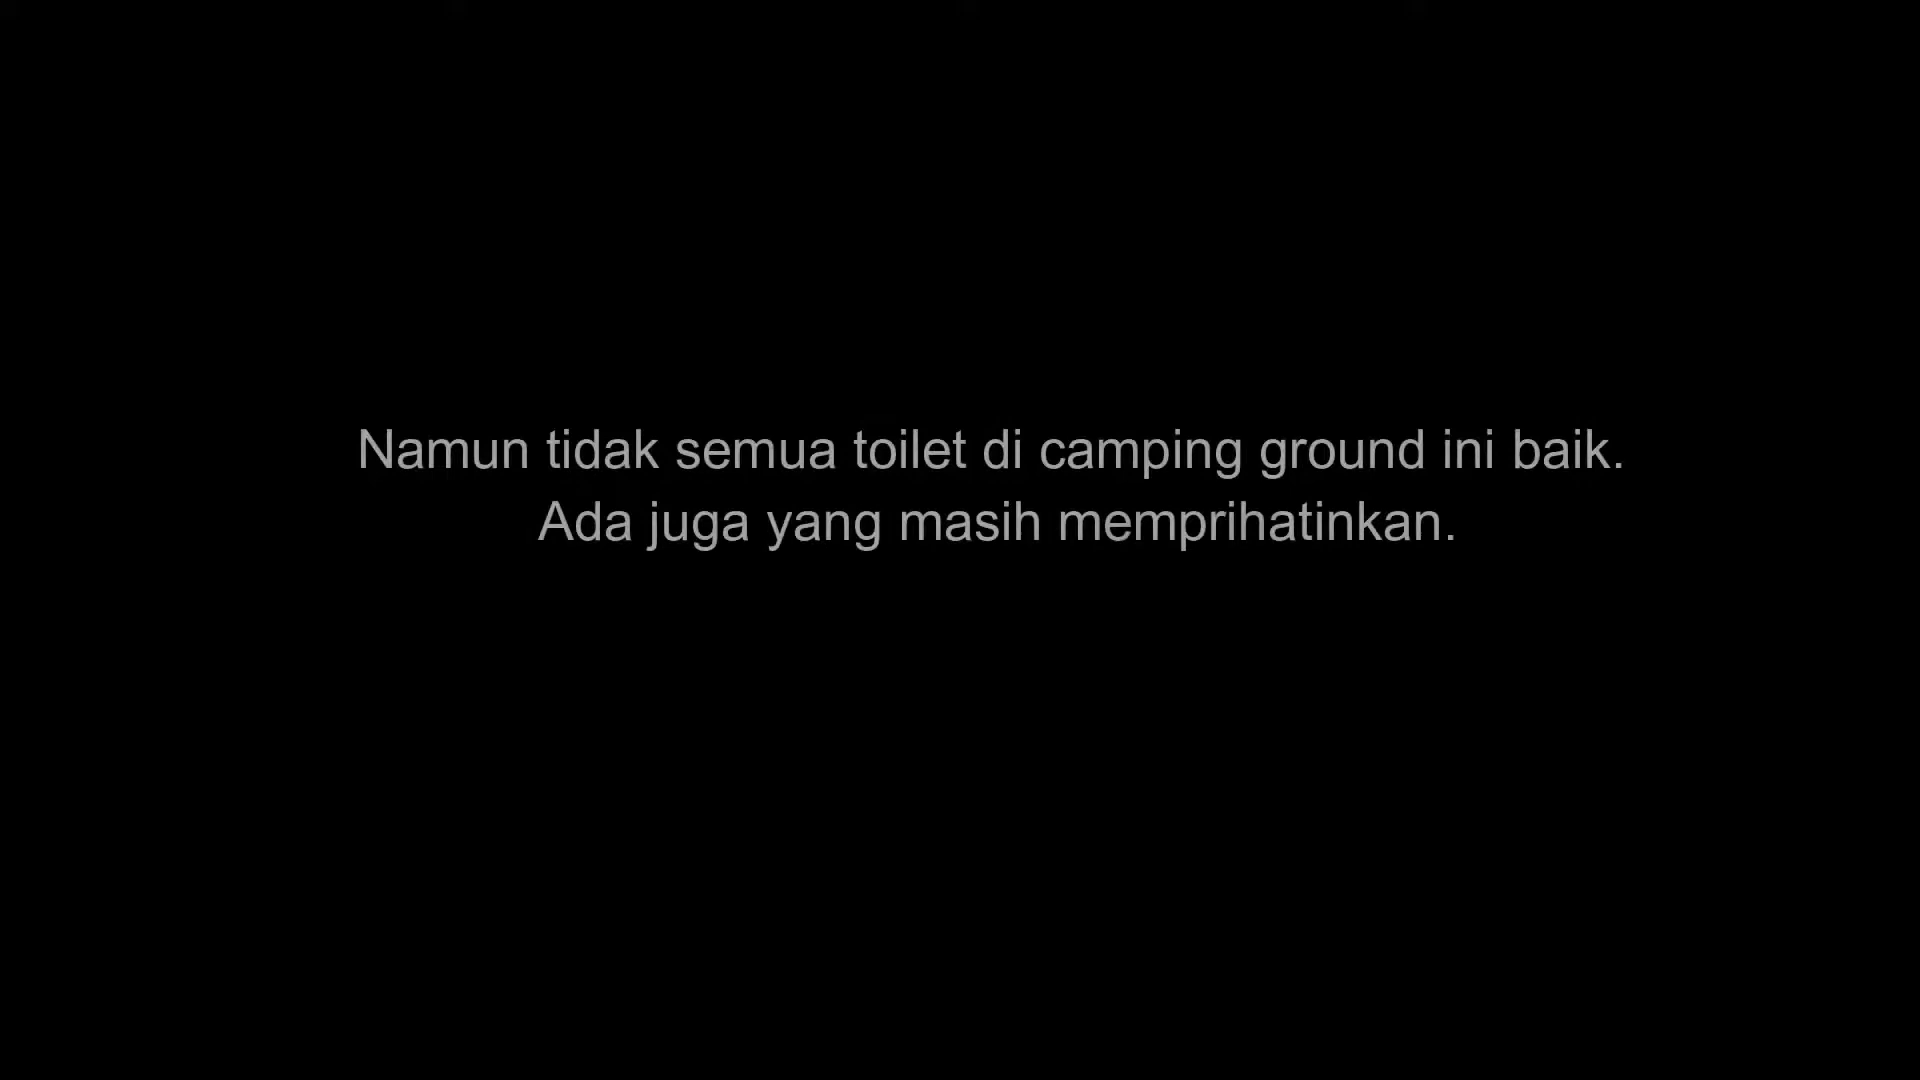 Namun tidak semua toilet di camping ground ini baik.
Ada juga yang masih memprihatinkan.